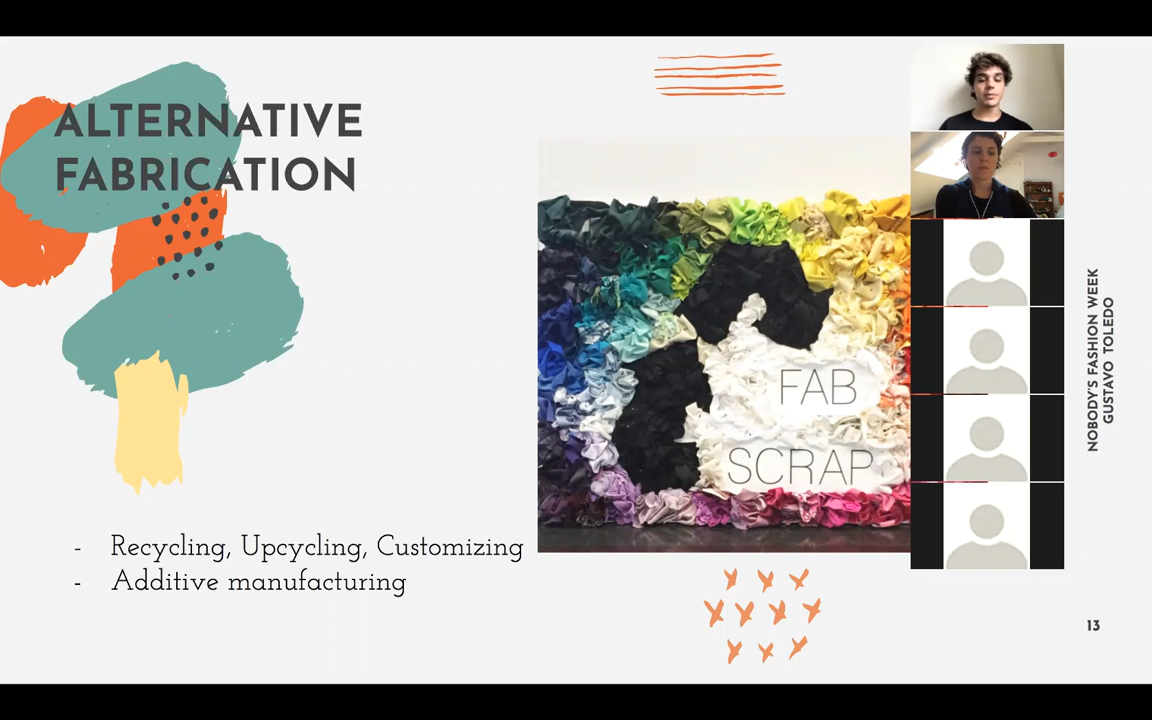 ALTERNATIVE
FABRICATION
FAB
SCRAP
- Recycling, Upcycling, Customizing
- Additive manufacturing
NOBODY'S FASHION WEEK
GUSTAVO TOLEDO
13